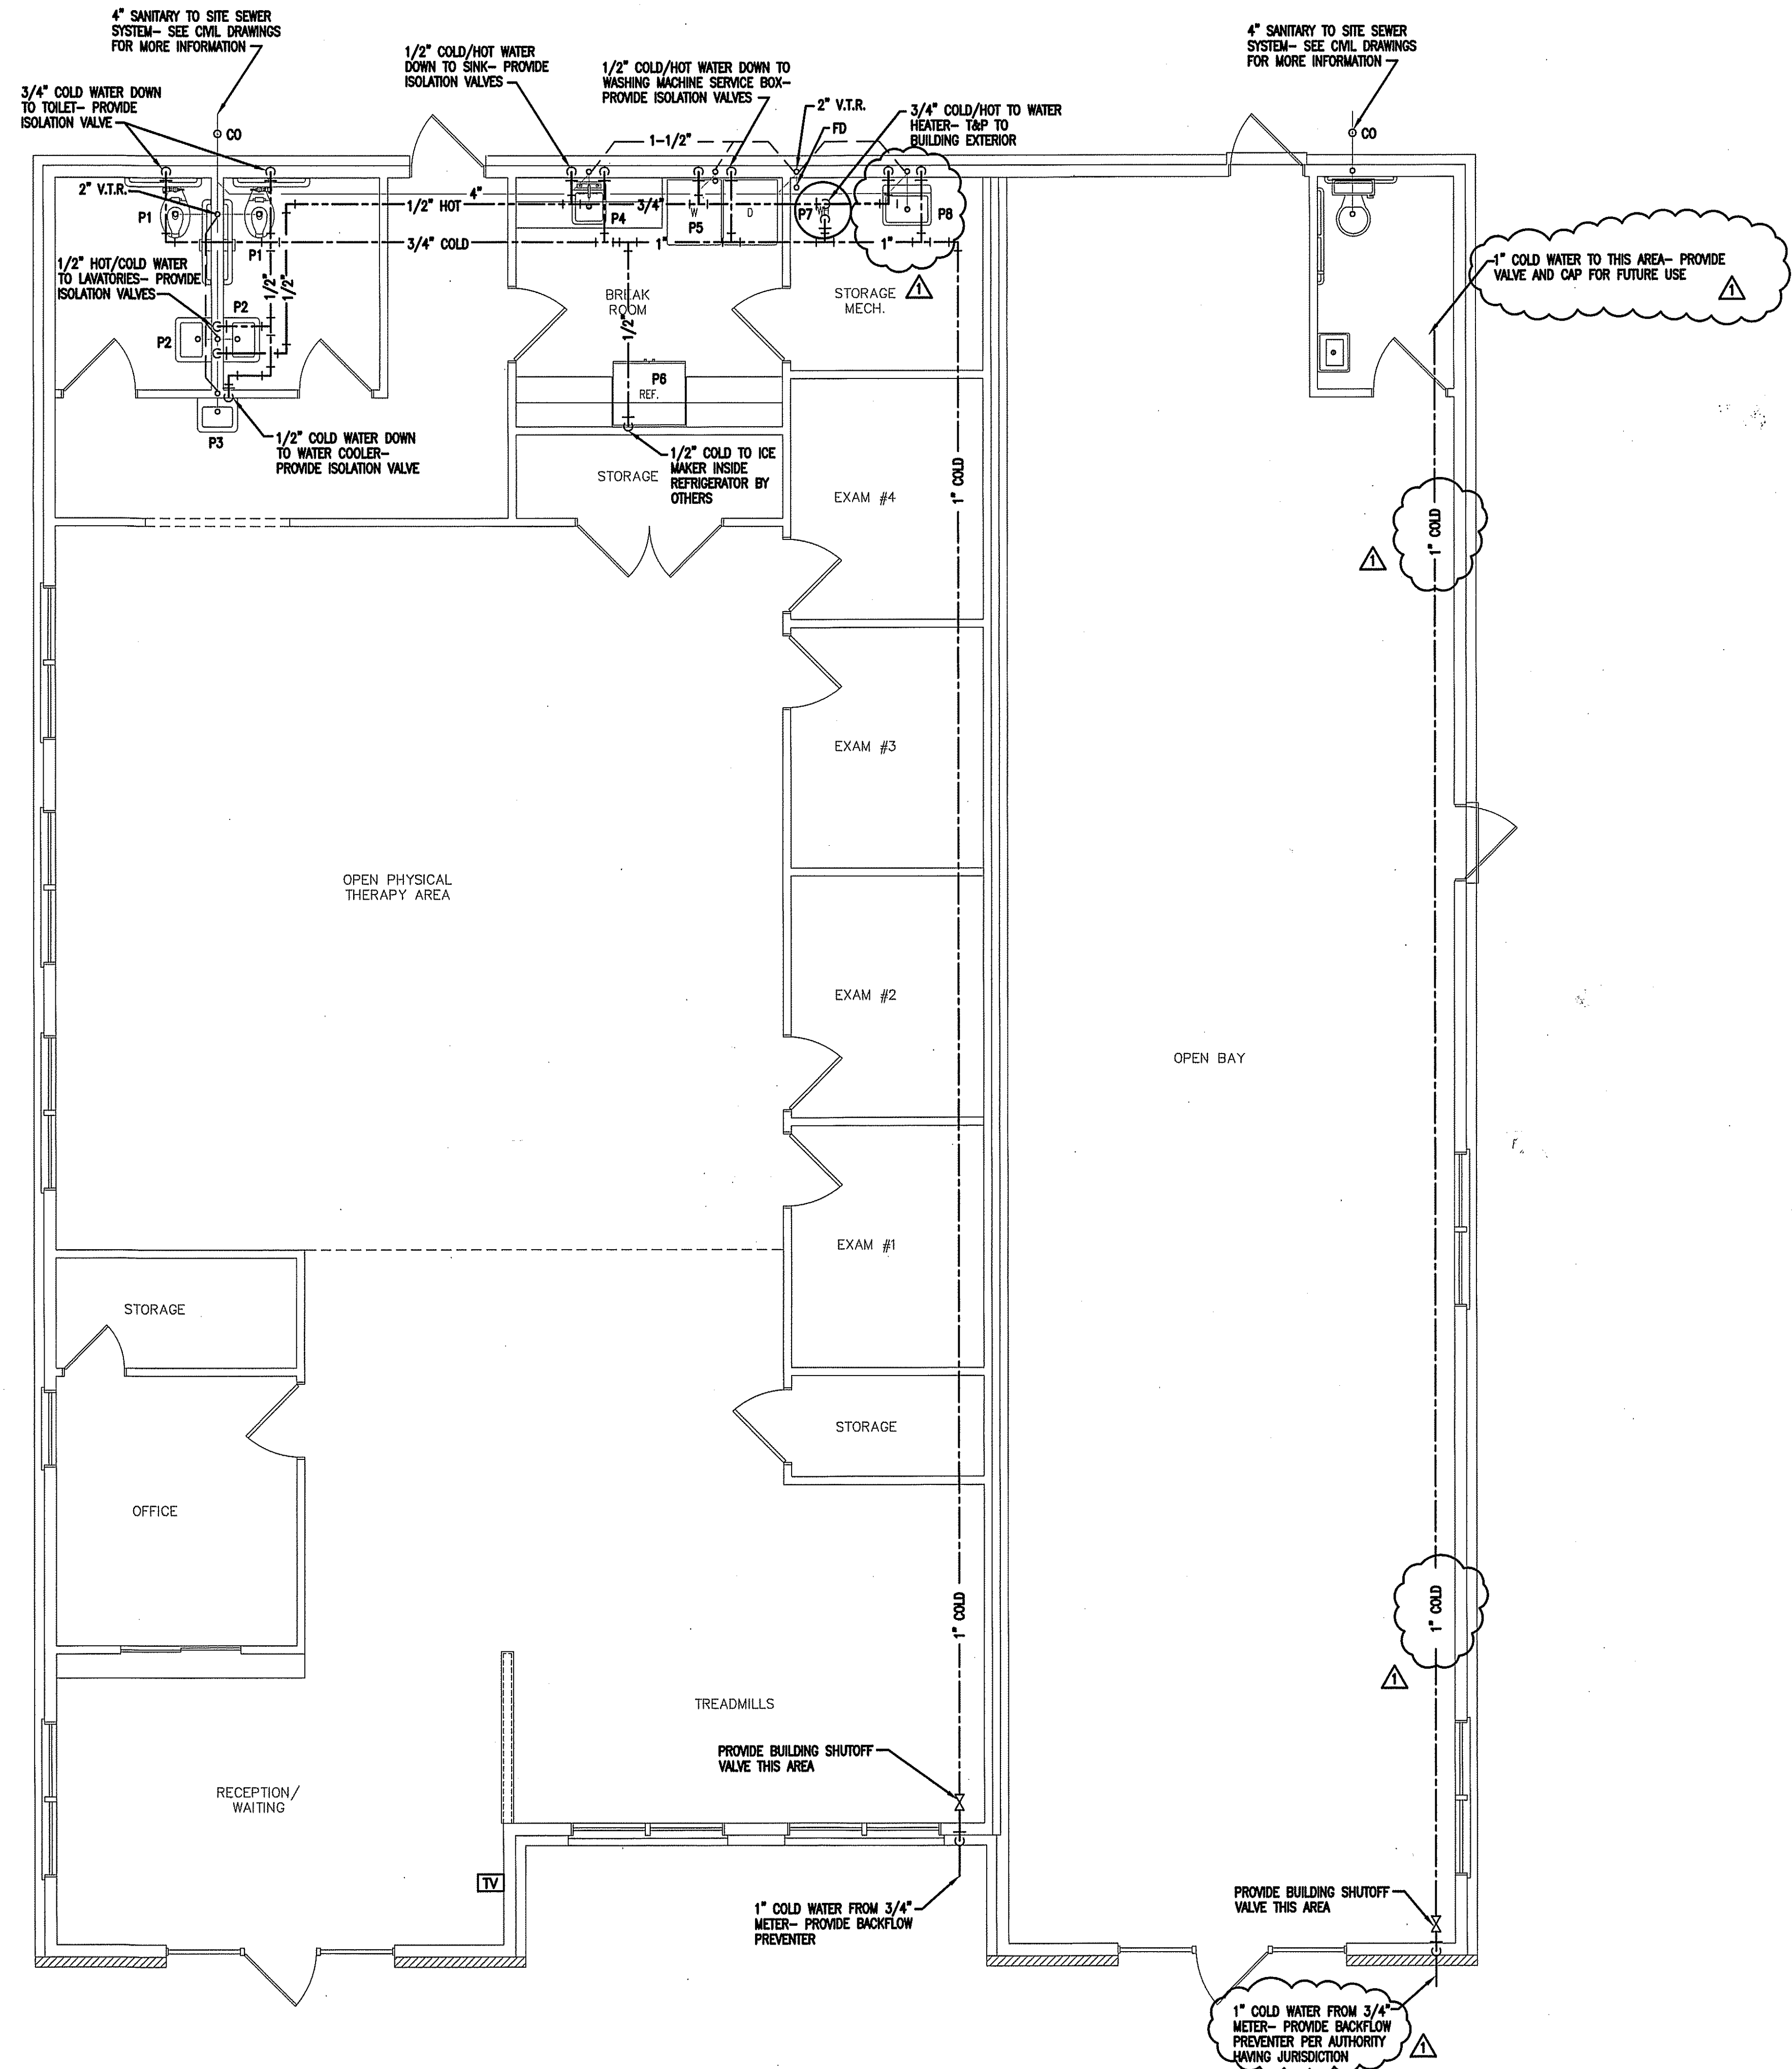 4" SANITARY TO SITE SEWER
SYSTEM- SEE CIVIL DRAWINGS
FOR MORE INFORMATION
4" SANITARY TO SITE SEWER
SYSTEM- SEE CIVIL DRAWINGS
FOR MORE INFORMATION
1/2" COLD/HOT WATER
DOWN TO SINK- PROVIDE
ISOLATION VALVES
1/2" COLD/HOT WATER DOWN TO
WASHING MACHINE SERVICE BOX-
PROVIDE ISOLATION VALVES
3/4" COLD WATER DOWN
TO TOILET- PROVIDE
ISOLATION VALVE
2" V.T.R.
3/4" COLD/HOT TO WATER
HEATER- T&P TO
BUILDING EXTERIOR
FD
CO
CO
1-1/2"
2" V.T.R.
4"
1/2" HOT
3/4"
P1
P1
P4
W
P5
D
P7
WH
P8
3/4" COLD
1"
1"
1/2" HOT/COLD WATER
TO LAVATORIES- PROVIDE
ISOLATION VALVES
1/2"
1/2"
P2
P2
BREAK
ROOM
1/2"
STORAGE
MECH.
1
1" COLD WATER TO THIS AREA- PROVIDE
VALVE AND CAP FOR FUTURE USE
1
P6
REF.
P3
1/2" COLD WATER DOWN
TO WATER COOLER-
PROVIDE ISOLATION VALVE
STORAGE
1/2" COLD TO ICE
MAKER INSIDE
REFRIGERATOR BY
OTHERS
1" COLD
EXAM #4
1" COLD
1
EXAM #3
OPEN PHYSICAL
THERAPY AREA
EXAM #2
OPEN BAY
EXAM #1
STORAGE
STORAGE
OFFICE
1" COLD
1" COLD
1
TREADMILLS
PROVIDE BUILDING SHUTOFF
VALVE THIS AREA
RECEPTION/
WAITING
TV
1" COLD WATER FROM 3/4"
METER- PROVIDE BACKFLOW
PREVENTER
PROVIDE BUILDING SHUTOFF
VALVE THIS AREA
1" COLD WATER FROM 3/4"
METER- PROVIDE BACKFLOW
PREVENTER PER AUTHORITY
HAVING JURISDICTION
1